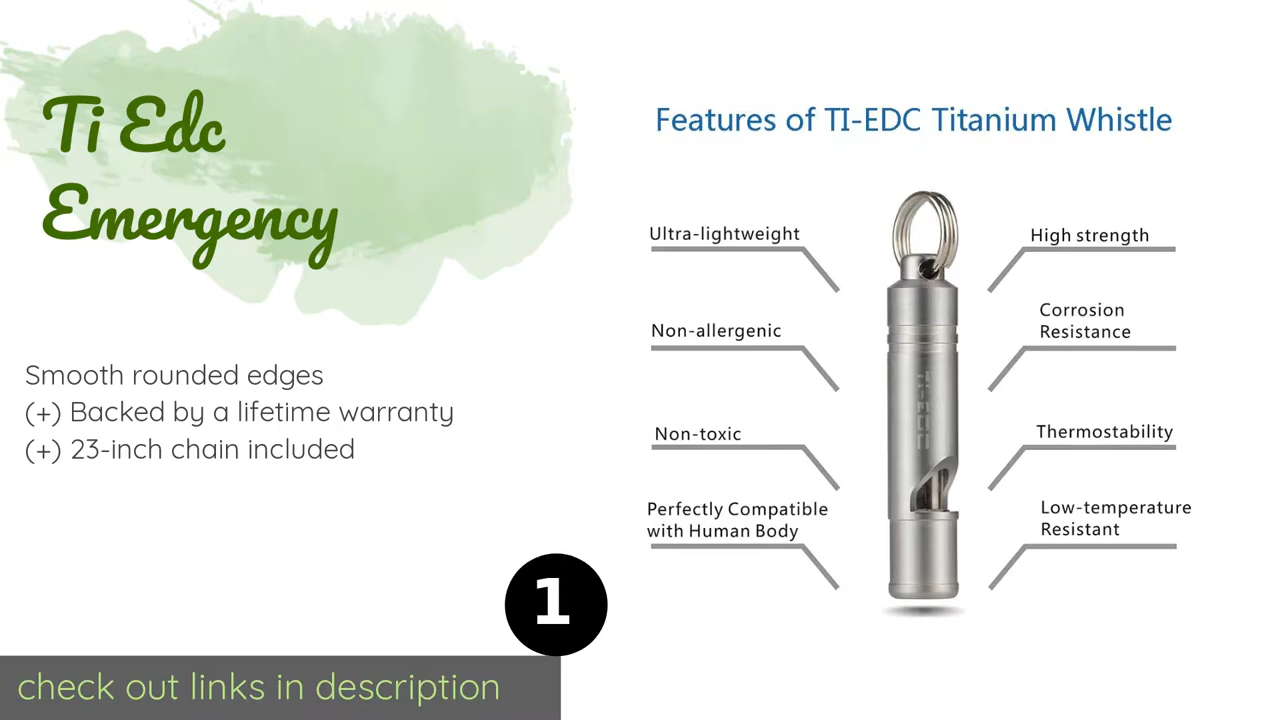 Ti Edc
Emergency
Smooth rounded edges
(+) Backed by a lifetime warranty
(+) 23-inch chain included
1
check out links in description
Features of TI-EDC Titanium Whistle
Ultra-lightweight
Non-allergenic
Non-toxic
Perfectly Compatible
with Human Body
High strength
Corrosion
Resistance
Thermostability
Low-temperature
Resistant
Ti-EDC